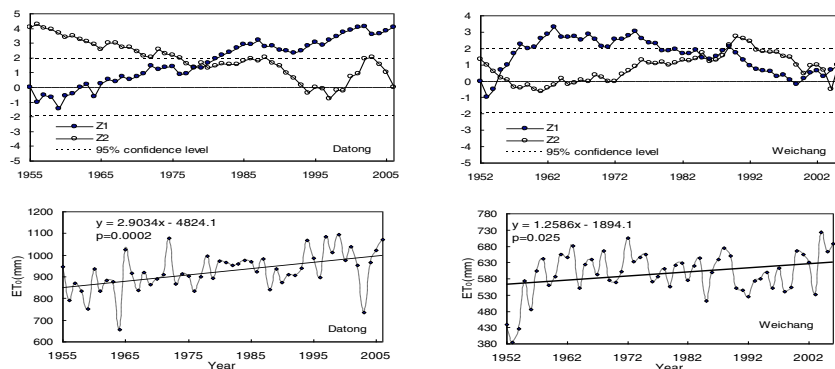 5
4
3
2
1
0
-1
-2
-3
-4
-5
Z1
Z2
95% confidence level
Datong
1955 1965 1975 1985 1995 2005
4
3
2
1
0
-1
-2
-3
-4
-5
Z1
Z2
95% confidence level
Weichang
1952 1962 1972 1982 1992 2002
1200
1100
1000
900
800
700
600
ET0(mm)
y = 2.9034x - 4824.1
p=0.0002
Datong
1955 1965 1975 1985 1995 2005
Year
780
730
680
630
580
530
480
430
380
ET0(mm)
y = 1.2586x - 1894.1
p=0.025
Weichang
1952 1962 1972 1982 1992 2002
Year